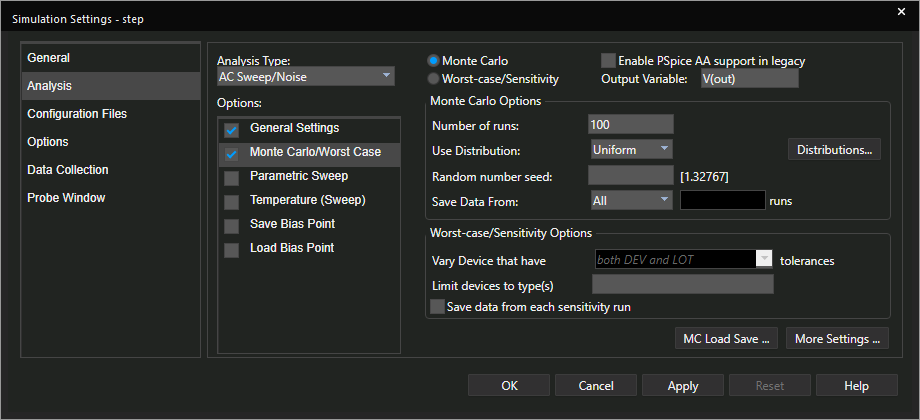 Simulation Settings - step
General
Analysis
Configuration Files
Options
Data Collection
Probe Window
Analysis Type:
AC Sweep/Noise
Options:
General Settings
Monte Carlo/Worst Case
Parametric Sweep
Temperature (Sweep)
Save Bias Point
Load Bias Point
Monte Carlo
Enable PSpice AA support in legacy
Worst-case/Sensitivity
Output Variable: V(out)
Monte Carlo Options
Number of runs: 100
Use Distribution: Uniform Distributions...
Random number seed: [1.32767]
Save Data From: All runs
Worst-case/Sensitivity Options
Vary Device that have both DEV and LOT tolerances
Limit devices to type(s)
Save data from each sensitivity run
MC Load Save ... More Settings ...
OK Cancel Apply Reset Help